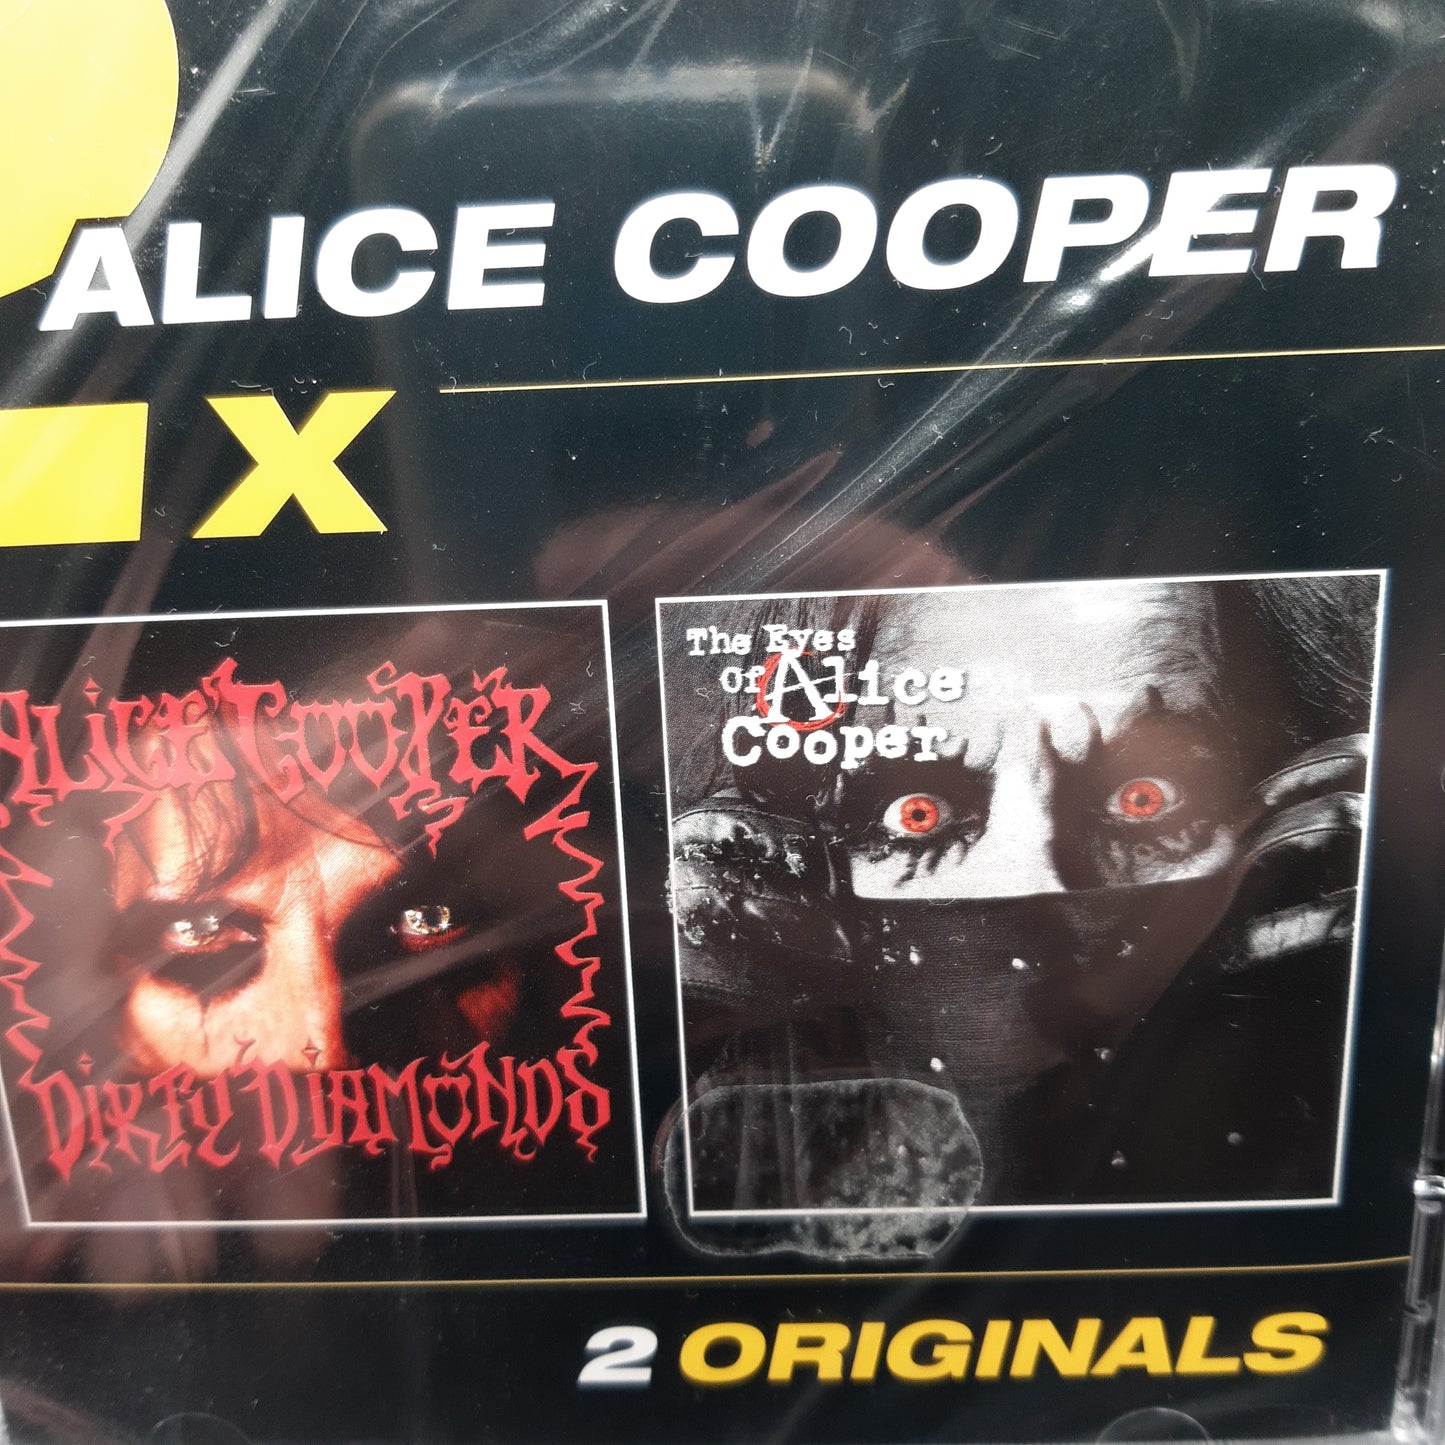 ALICE COOPER
X
ALICE COOPER
DIRTY DIAMONDS
The Eyes
Of Alice
Cooper
2 ORIGINALS